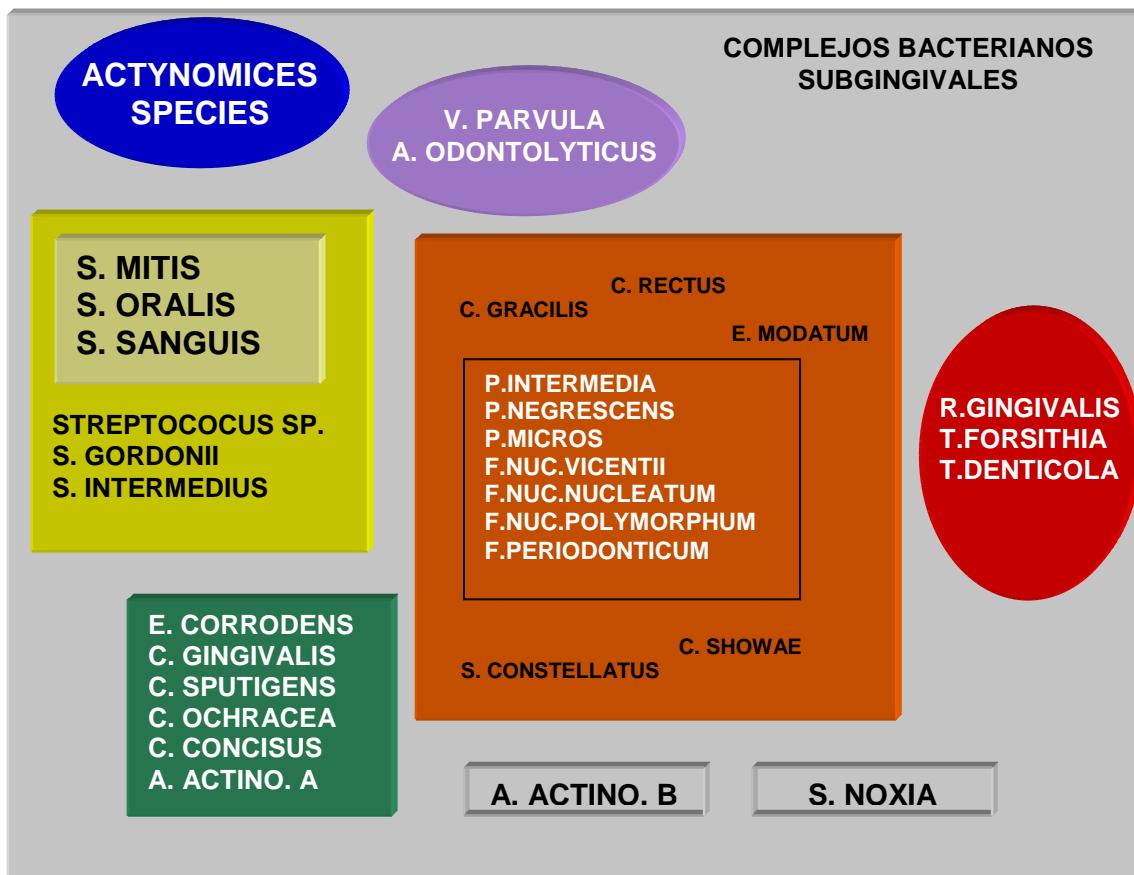 COMPLEJOS BACTERIANOS
SUBGINGIVALES
ACTYNOMICES
SPECIES
V. PARVULA
A. ODONTOLYTICUS
S. MITIS
S. ORALIS
S. SANGUIS
STREPTOCOCUS SP.
S. GORDONII
S. INTERMEDIUS
C. RECTUS
C. GRACILIS
E. MODATUM
P.INTERMEDIA
P.NEGRESCENS
P.MICROS
F.NUC.VICENTII
F.NUC.NUCLEATUM
F.NUC.POLYMORPHUM
F.PERIODONTICUM
C. SHOWAE
S. CONSTELLATUS
R.GINGIVALIS
T.FORSITHIA
T.DENTICOLA
E. CORRODENS
C. GINGIVALIS
C. SPUTIGENS
C. OCHRACEA
C. CONCISUS
A. ACTINO. A
A. ACTINO. B
S. NOXIA